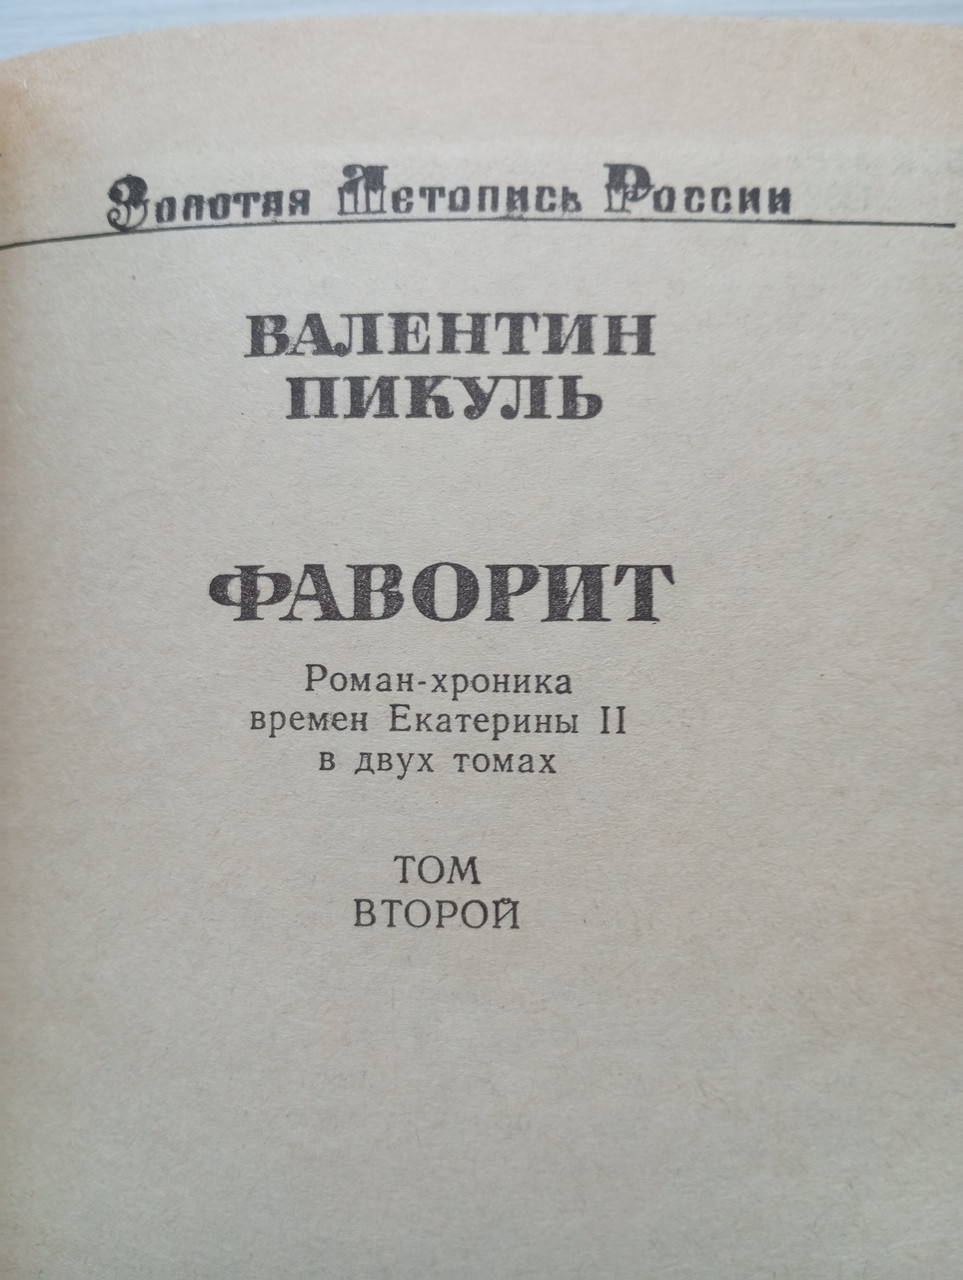 Золотая Летопись России
ВАЛЕНТИН
ПИКУЛЬ
ФАВОРИТ
Роман-хроника
времен Екатерины II
в двух томах
ТОМ
ВТОРОЙ